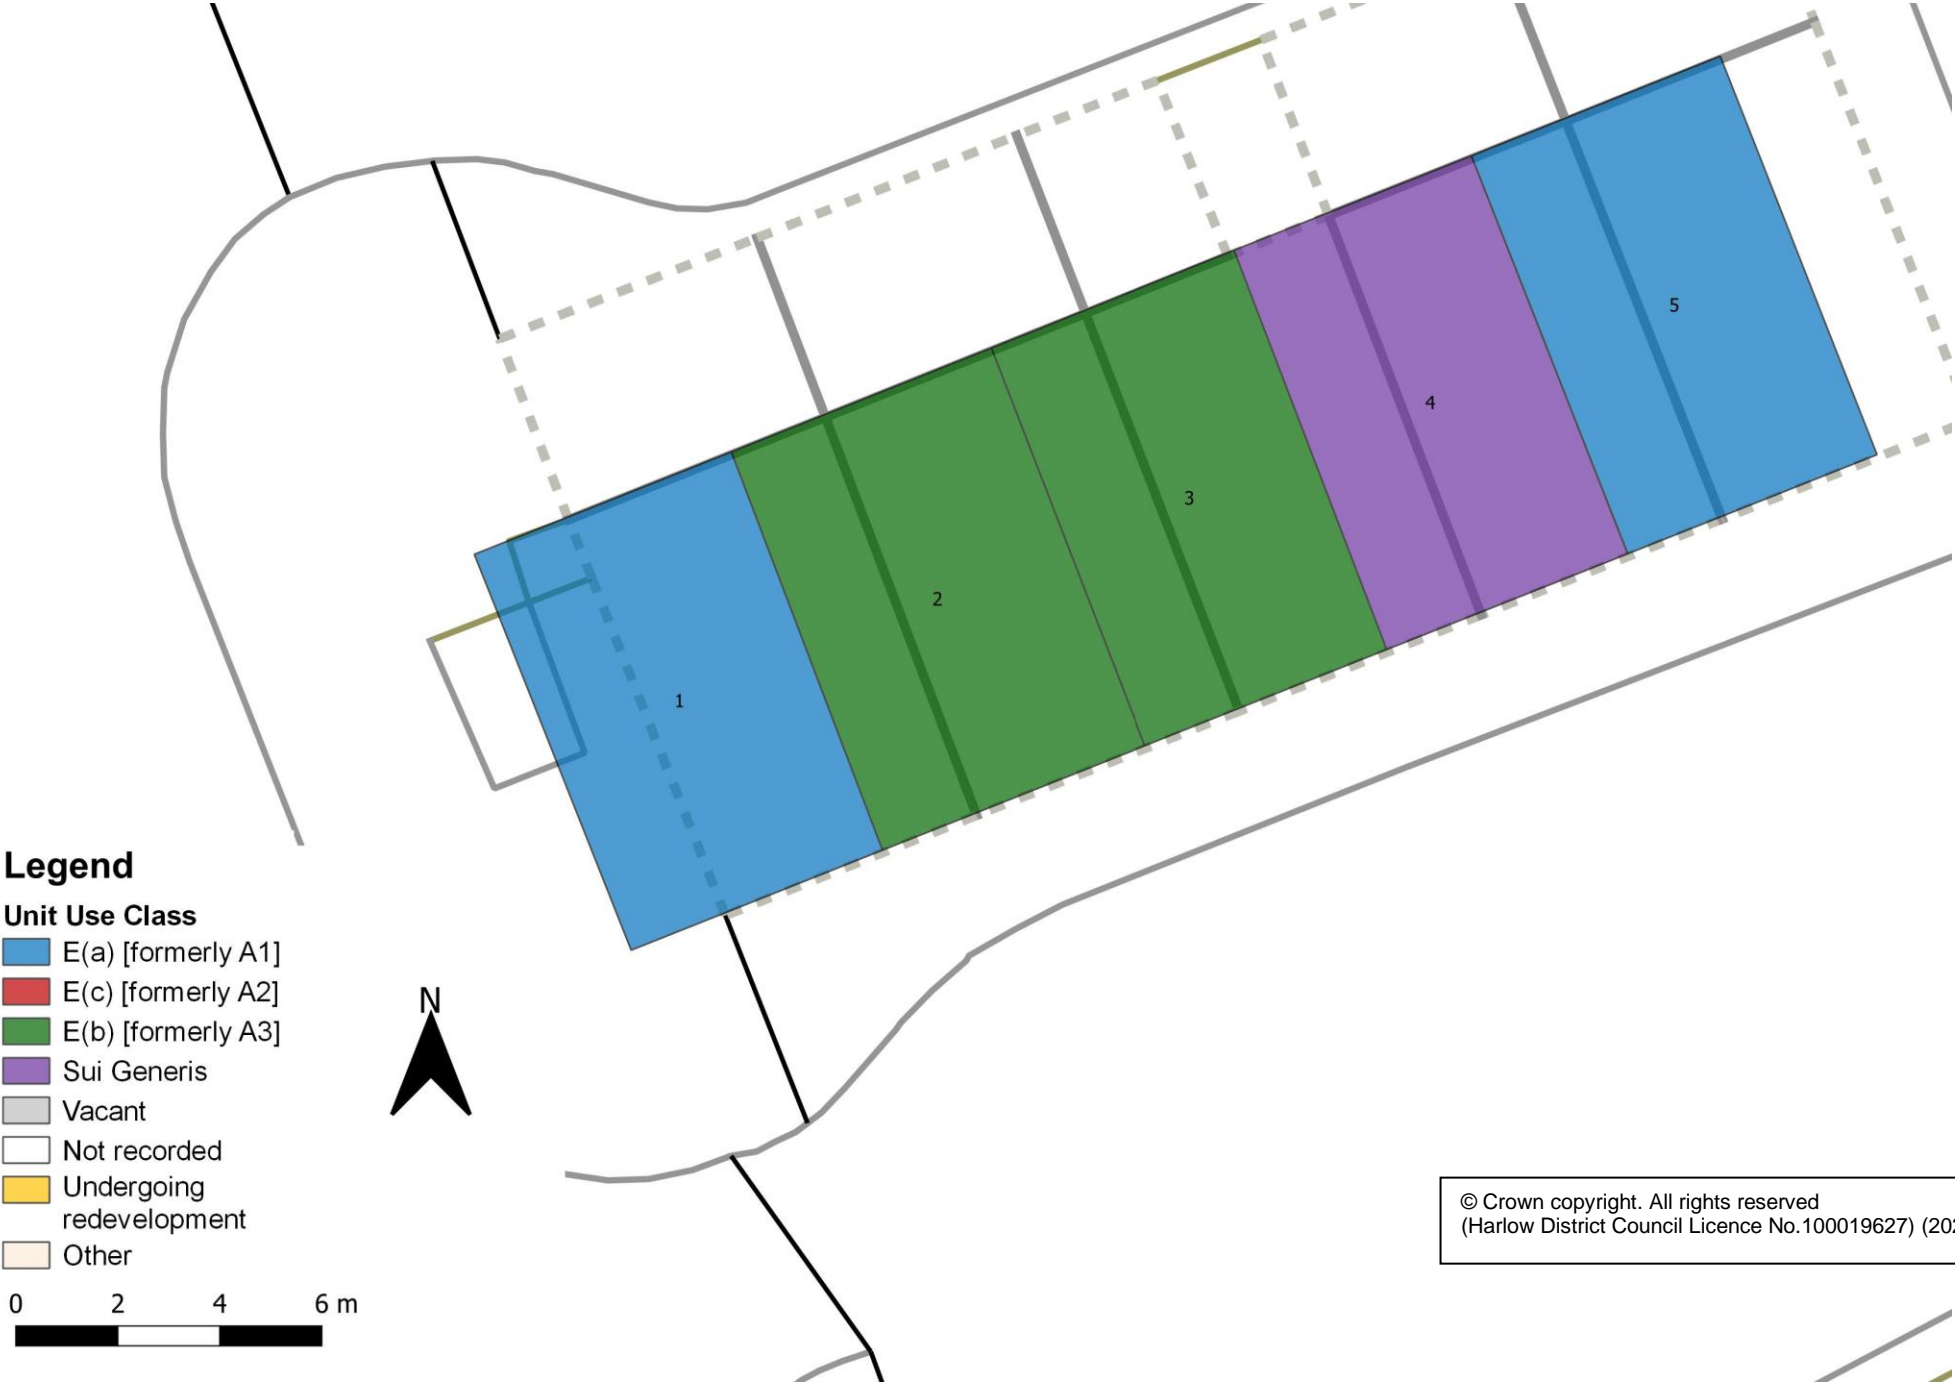 5
4
3
2
1
Legend
Unit Use Class
E(a) [formerly A1]
E(c) [formerly A2]
E(b) [formerly A3]
Sui Generis
Vacant
Not recorded
Undergoing
redevelopment
Other
0 2 4 6 m
N
© Crown copyright. All rights reserved
(Harlow District Council Licence No.100019627)